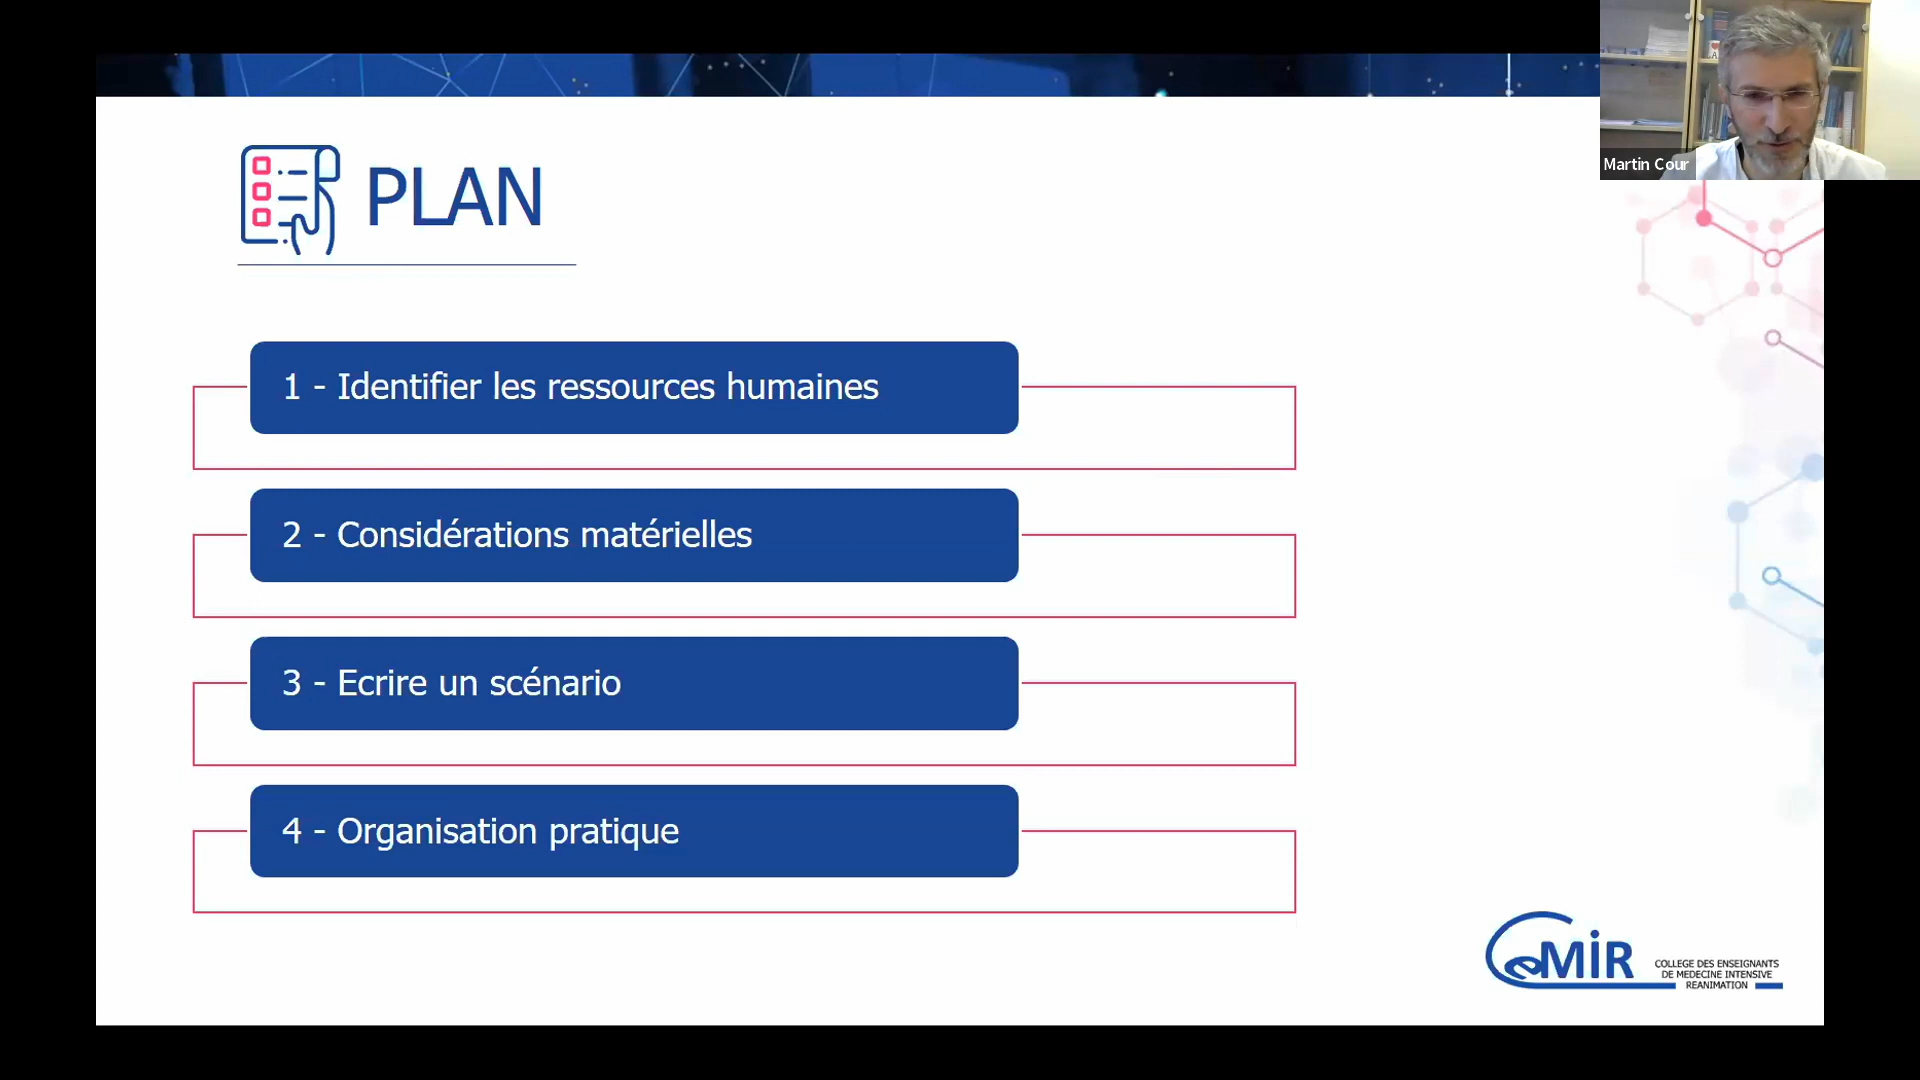 Martin Cour
PLAN
1 - Identifier les ressources humaines
2 - Considérations matérielles
3 - Ecrire un scénario
4 - Organisation pratique
CeMIR
COLLEGE DES ENSEIGNANTS
DE MEDECINE INTENSIVE
REANIMATION